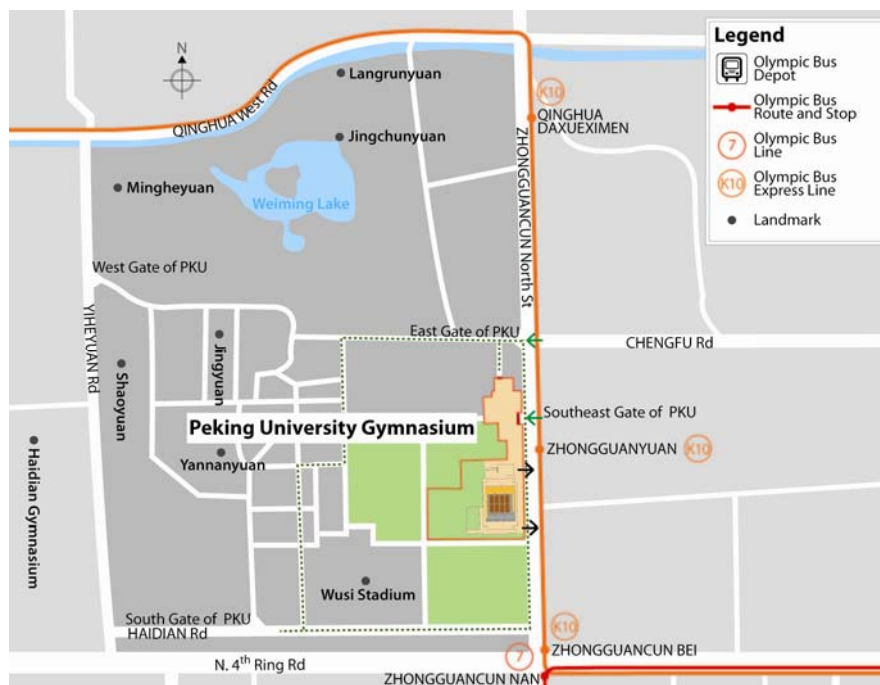 N
Langrunyuan
QINGHUA West Rd
Jingchunyuan
Mingheyuan
Weiming Lake
West Gate of PKU
YIHEYUAN Rd
Shaoyuan
Jingyuan
Haidian Gymnasium
Yannanyuan
Peking University Gymnasium
East Gate of PKU
ZHONGGUANCUN North St
K10
QINGHUA
DAXUEXIMEN
CHENGFU Rd
Southeast Gate of PKU
ZHONGGUANYUAN
K10
Wusi Stadium
South Gate of PKU
HAIDIAN Rd
N. 4th Ring Rd
7
K10
ZHONGGUANCUN BEI
ZHONGGUANCUN NAN
Legend
Olympic Bus
Depot
Olympic Bus
Route and Stop
7
Olympic Bus
Line
K10
Olympic Bus
Express Line
Landmark